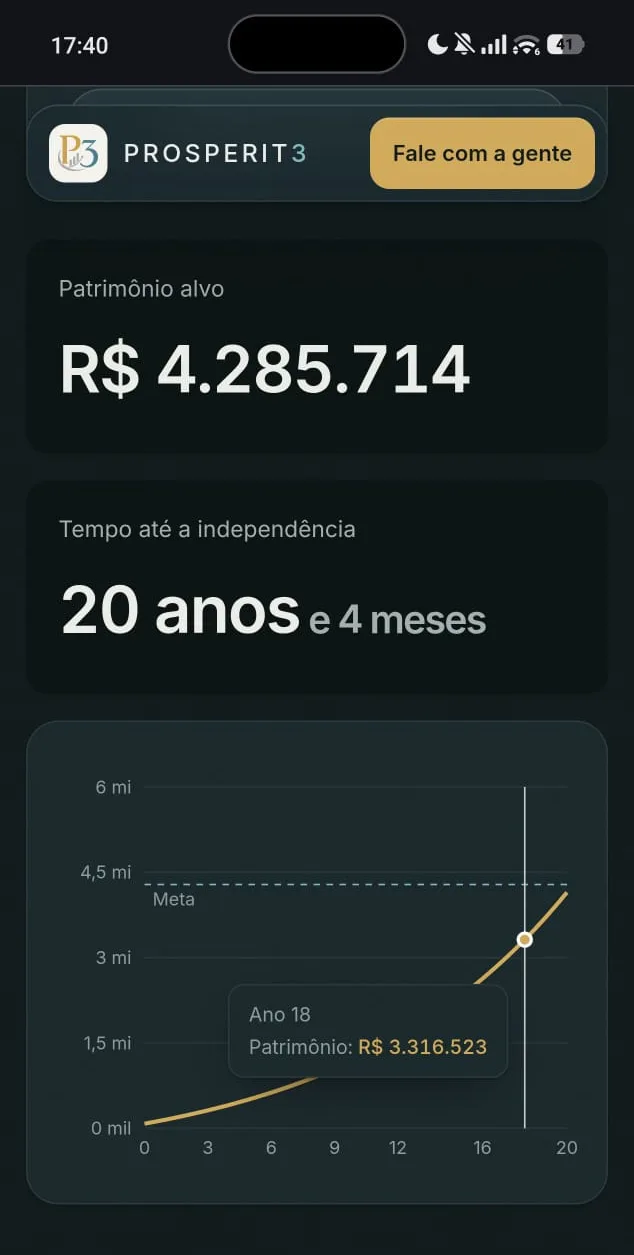 17:40
6
41
P3
PROSPERIT3
Fale com a gente
Patrimônio alvo
R$ 4.285.714
Tempo até a independência
20 anos e 4 meses
6 mi
4,5 mi
Meta
3 mi
Ano 18
Patrimônio: R$ 3.316.523
1,5 mi
0 mil
0 3 6 9 12 16 20